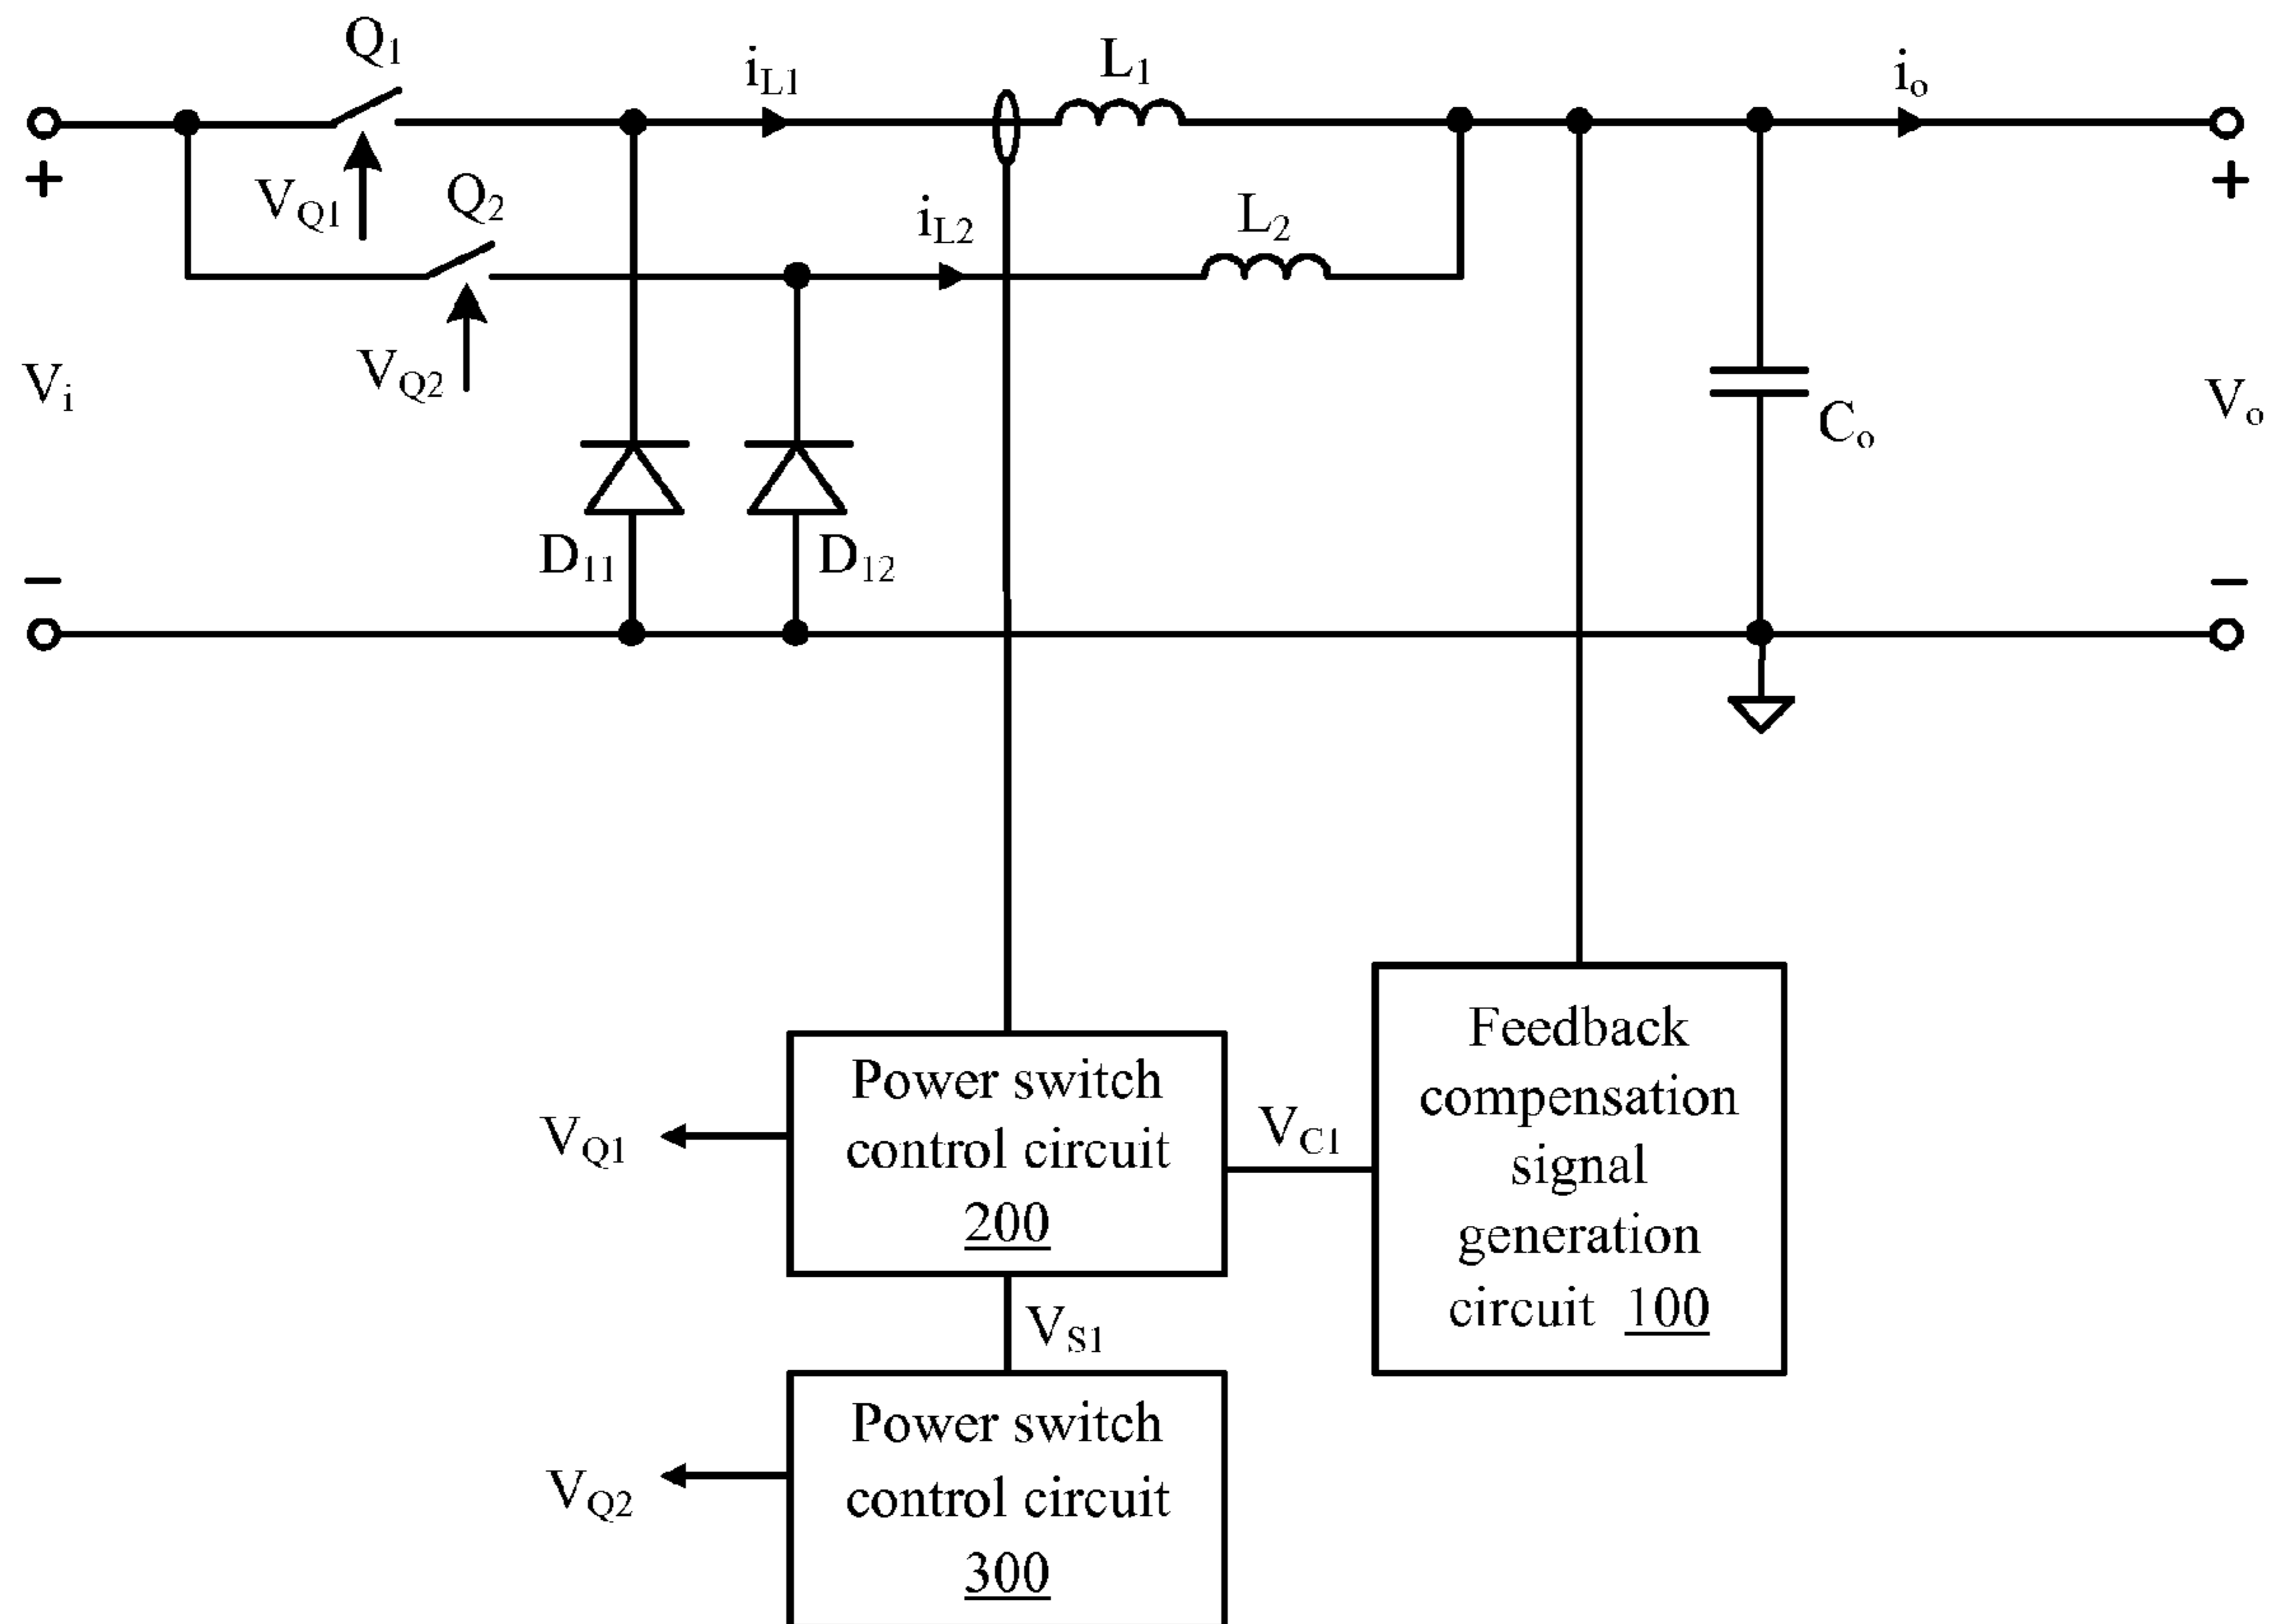 Q1
iL1
L1
io
+
VQ1
Q2
iL2
L2
+
Vi
VQ2
Co
Vo
D11
D12
−
−
Power switch
control circuit
200
VQ1
VC1
Feedback
compensation
signal
generation
circuit 100
VS1
Power switch
control circuit
300
VQ2